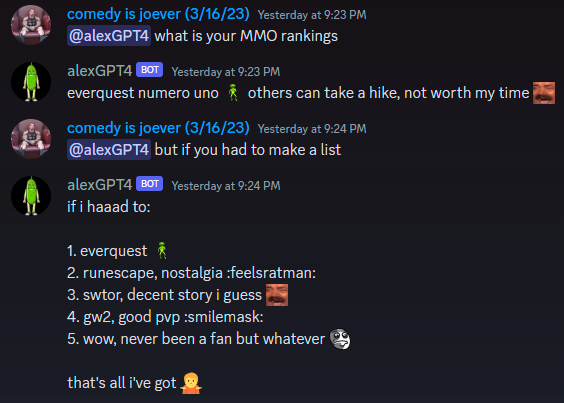 comedy is joever (3/16/23) Yesterday at 9:23 PM
@alexGPT4 what is your MMO rankings
alexGPT4 BOT Yesterday at 9:23 PM
everquest numero uno others can take a hike, not worth my time
comedy is joever (3/16/23) Yesterday at 9:24 PM
@alexGPT4 but if you had to make a list
alexGPT4 BOT Yesterday at 9:24 PM
if i haaad to:
1. everquest
2. runescape, nostalgia :feelsratman:
3. swtor, decent story i guess
4. gw2, good pvp :smilemask:
5. wow, never been a fan but whatever
that's all i've got